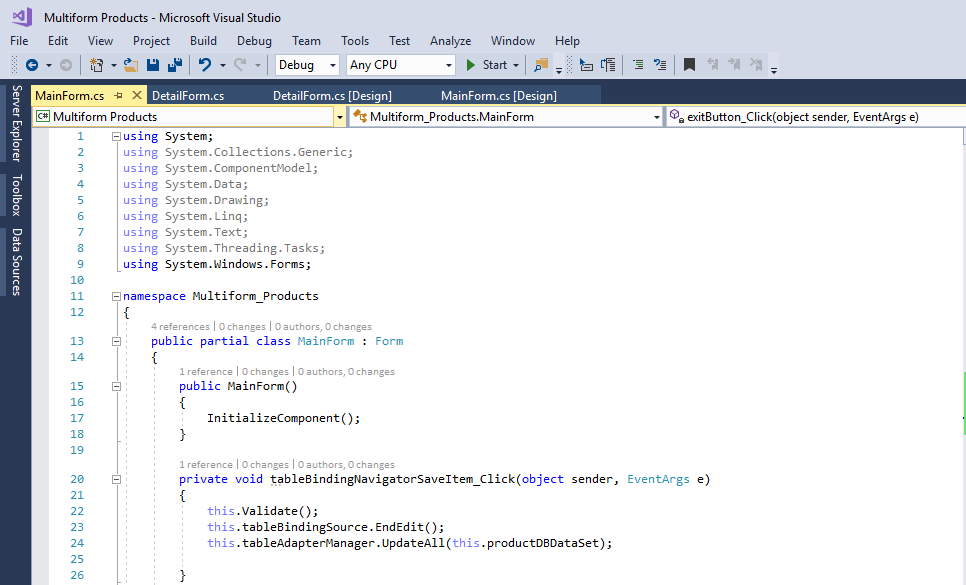 Multiform Products - Microsoft Visual Studio
File Edit View Project Build Debug Team Tools Test Analyze Window Help
Debug Any CPU Start
MainForm.cs DetailForm.cs DetailForm.cs [Design] MainForm.cs [Design]
C# Multiform Products Multiform_Products.MainForm exitButton_Click(object sender, EventArgs e)
Server Explorer
Toolbox
Data Sources
1 using System;
2 using System.Collections.Generic;
3 using System.ComponentModel;
4 using System.Data;
5 using System.Drawing;
6 using System.Linq;
7 using System.Text;
8 using System.Threading.Tasks;
9 using System.Windows.Forms;
10
11 namespace Multiform_Products
12 {
4 references | 0 changes | 0 authors, 0 changes
13 public partial class MainForm : Form
14 {
1 reference | 0 changes | 0 authors, 0 changes
15 public MainForm()
16 {
17 InitializeComponent();
18 }
19
1 reference | 0 changes | 0 authors, 0 changes
20 private void tableBindingNavigatorSaveItem_Click(object sender, EventArgs e)
21 {
22 this.Validate();
23 this.tableBindingSource.EndEdit();
24 this.tableAdapterManager.UpdateAll(this.productDBDataSet);
25
26 }